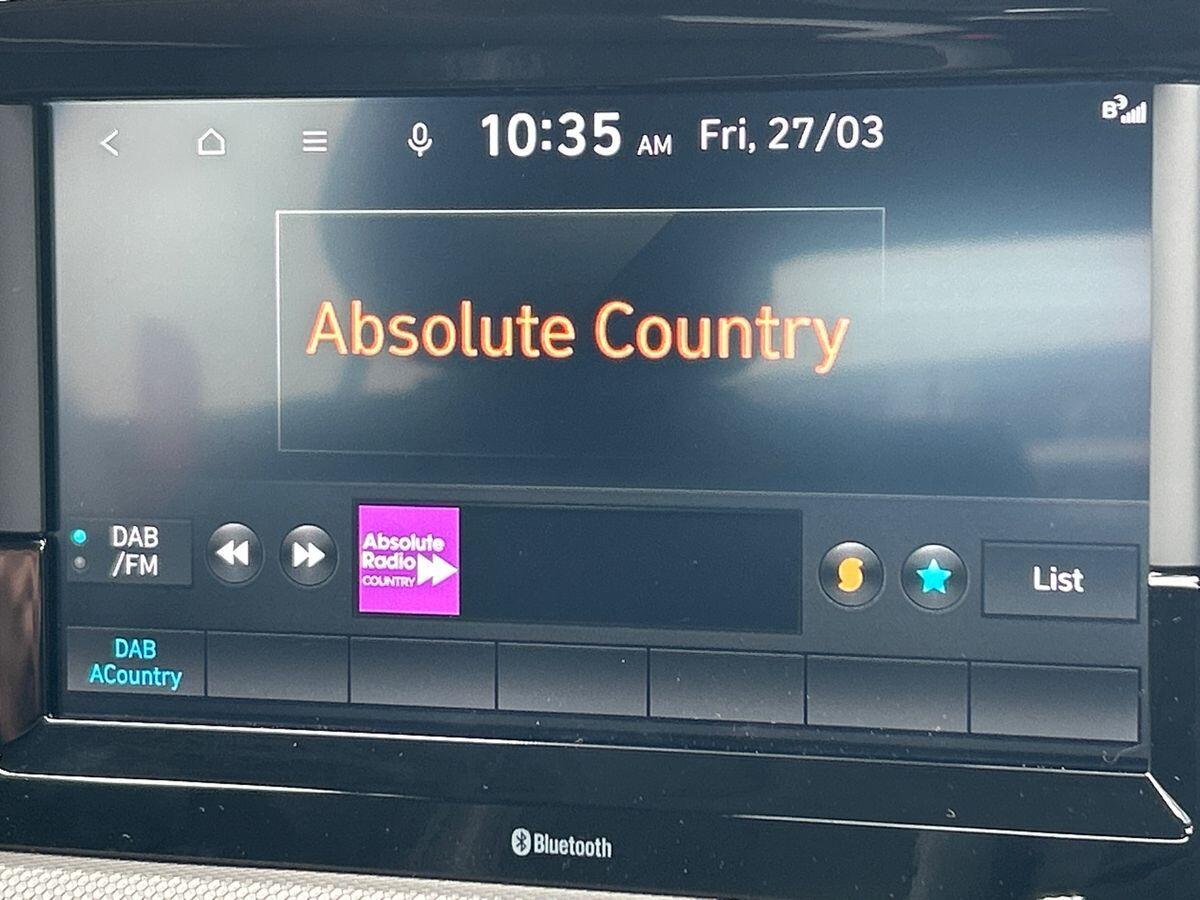 10:35 AM Fri, 27/03
B
Absolute Country
DAB
/FM
Absolute
Radio
COUNTRY
List
DAB
ACountry
Bluetooth